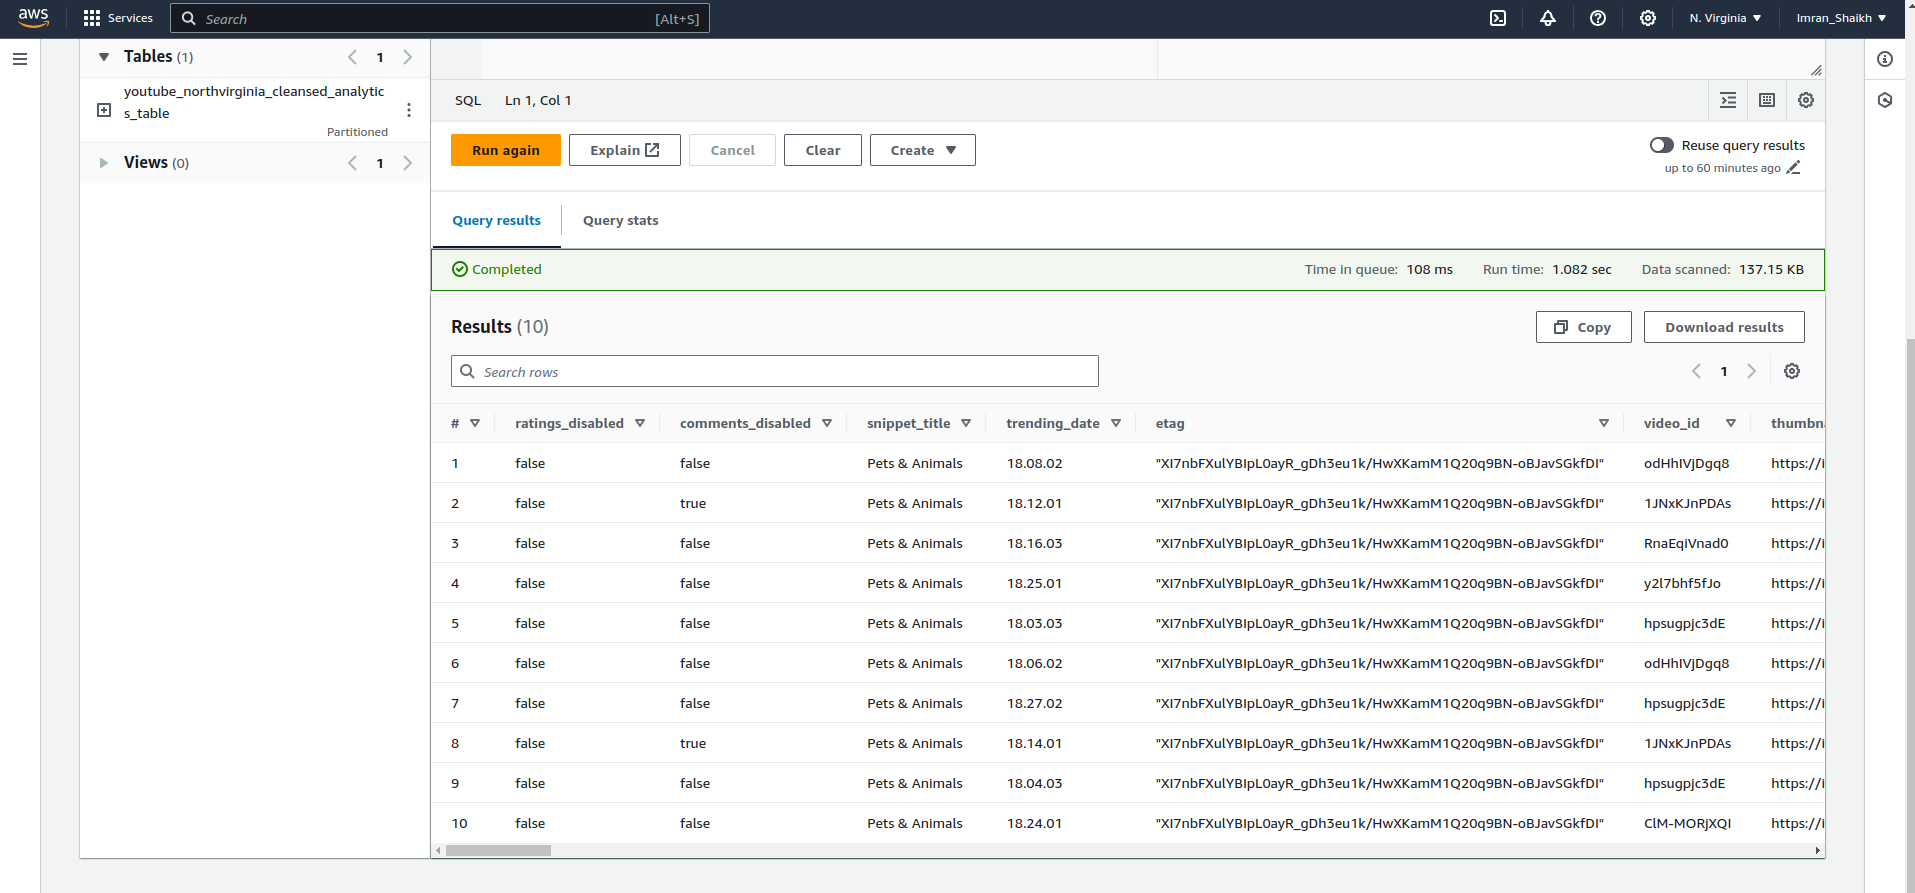 aws
Services
Search [Alt+S]
N. Virginia
Imran_Shaikh
Tables (1)
1
youtube_northvirginia_cleansed_analytic
s_table
Partitioned
Views (0)
1
SQL Ln 1, Col 1
Run again Explain Cancel Clear Create
Reuse query results
up to 60 minutes ago
Query results Query stats
Completed Time in queue: 108 ms Run time: 1.082 sec Data scanned: 137.15 KB
Results (10) Copy Download results
Search rows
1
# ratings_disabled comments_disabled snippet_title trending_date etag video_id thumbna
1 false false Pets & Animals 18.08.02 "XI7nbFXulYBIpL0ayR_gDh3eu1k/HwXKamM1Q20q9BN-oBJavSGkfDI" odHhIVjDgq8 https://i
2 false true Pets & Animals 18.12.01 "XI7nbFXulYBIpL0ayR_gDh3eu1k/HwXKamM1Q20q9BN-oBJavSGkfDI" 1JNxKJnPDAs https://i
3 false false Pets & Animals 18.16.03 "XI7nbFXulYBIpL0ayR_gDh3eu1k/HwXKamM1Q20q9BN-oBJavSGkfDI" RnaEqiVnad0 https://i
4 false false Pets & Animals 18.25.01 "XI7nbFXulYBIpL0ayR_gDh3eu1k/HwXKamM1Q20q9BN-oBJavSGkfDI" y2l7bhf5fJo https://i
5 false false Pets & Animals 18.03.03 "XI7nbFXulYBIpL0ayR_gDh3eu1k/HwXKamM1Q20q9BN-oBJavSGkfDI" hpsugpjc3dE https://i
6 false false Pets & Animals 18.06.02 "XI7nbFXulYBIpL0ayR_gDh3eu1k/HwXKamM1Q20q9BN-oBJavSGkfDI" odHhIVjDgq8 https://i
7 false false Pets & Animals 18.27.02 "XI7nbFXulYBIpL0ayR_gDh3eu1k/HwXKamM1Q20q9BN-oBJavSGkfDI" hpsugpjc3dE https://i
8 false true Pets & Animals 18.14.01 "XI7nbFXulYBIpL0ayR_gDh3eu1k/HwXKamM1Q20q9BN-oBJavSGkfDI" 1JNxKJnPDAs https://i
9 false false Pets & Animals 18.04.03 "XI7nbFXulYBIpL0ayR_gDh3eu1k/HwXKamM1Q20q9BN-oBJavSGkfDI" hpsugpjc3dE https://i
10 false false Pets & Animals 18.24.01 "XI7nbFXulYBIpL0ayR_gDh3eu1k/HwXKamM1Q20q9BN-oBJavSGkfDI" ClM-MORjXQI https://i